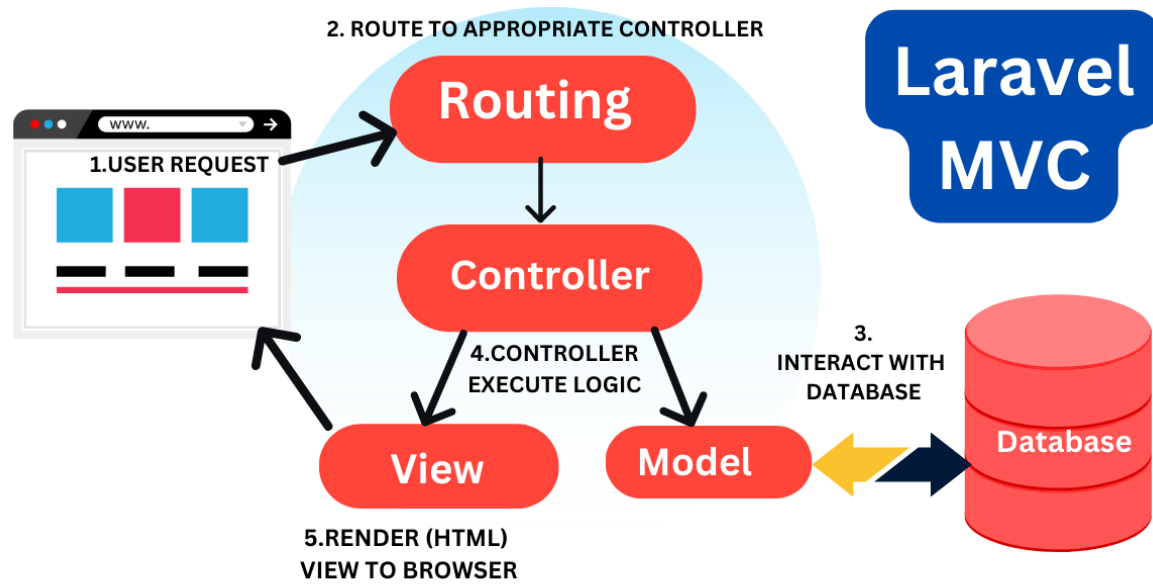 2. ROUTE TO APPROPRIATE CONTROLLER
Laravel
MVC
Routing
www.
1.USER REQUEST
Controller
4.CONTROLLER
EXECUTE LOGIC
3.
INTERACT WITH
DATABASE
View
Model
Database
5.RENDER (HTML)
VIEW TO BROWSER